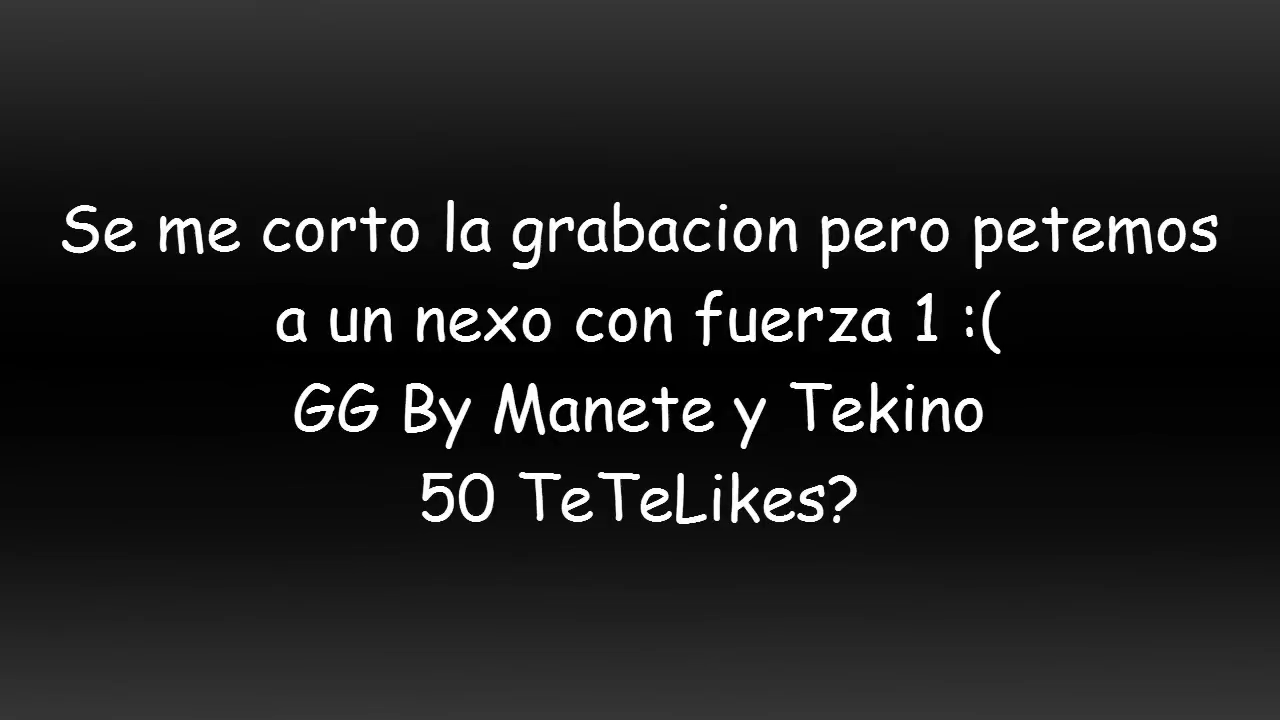 Se me corto la grabacion pero petemos
a un nexo con fuerza 1 :(
GG By Manete y Tekino
50 TeTeLikes?